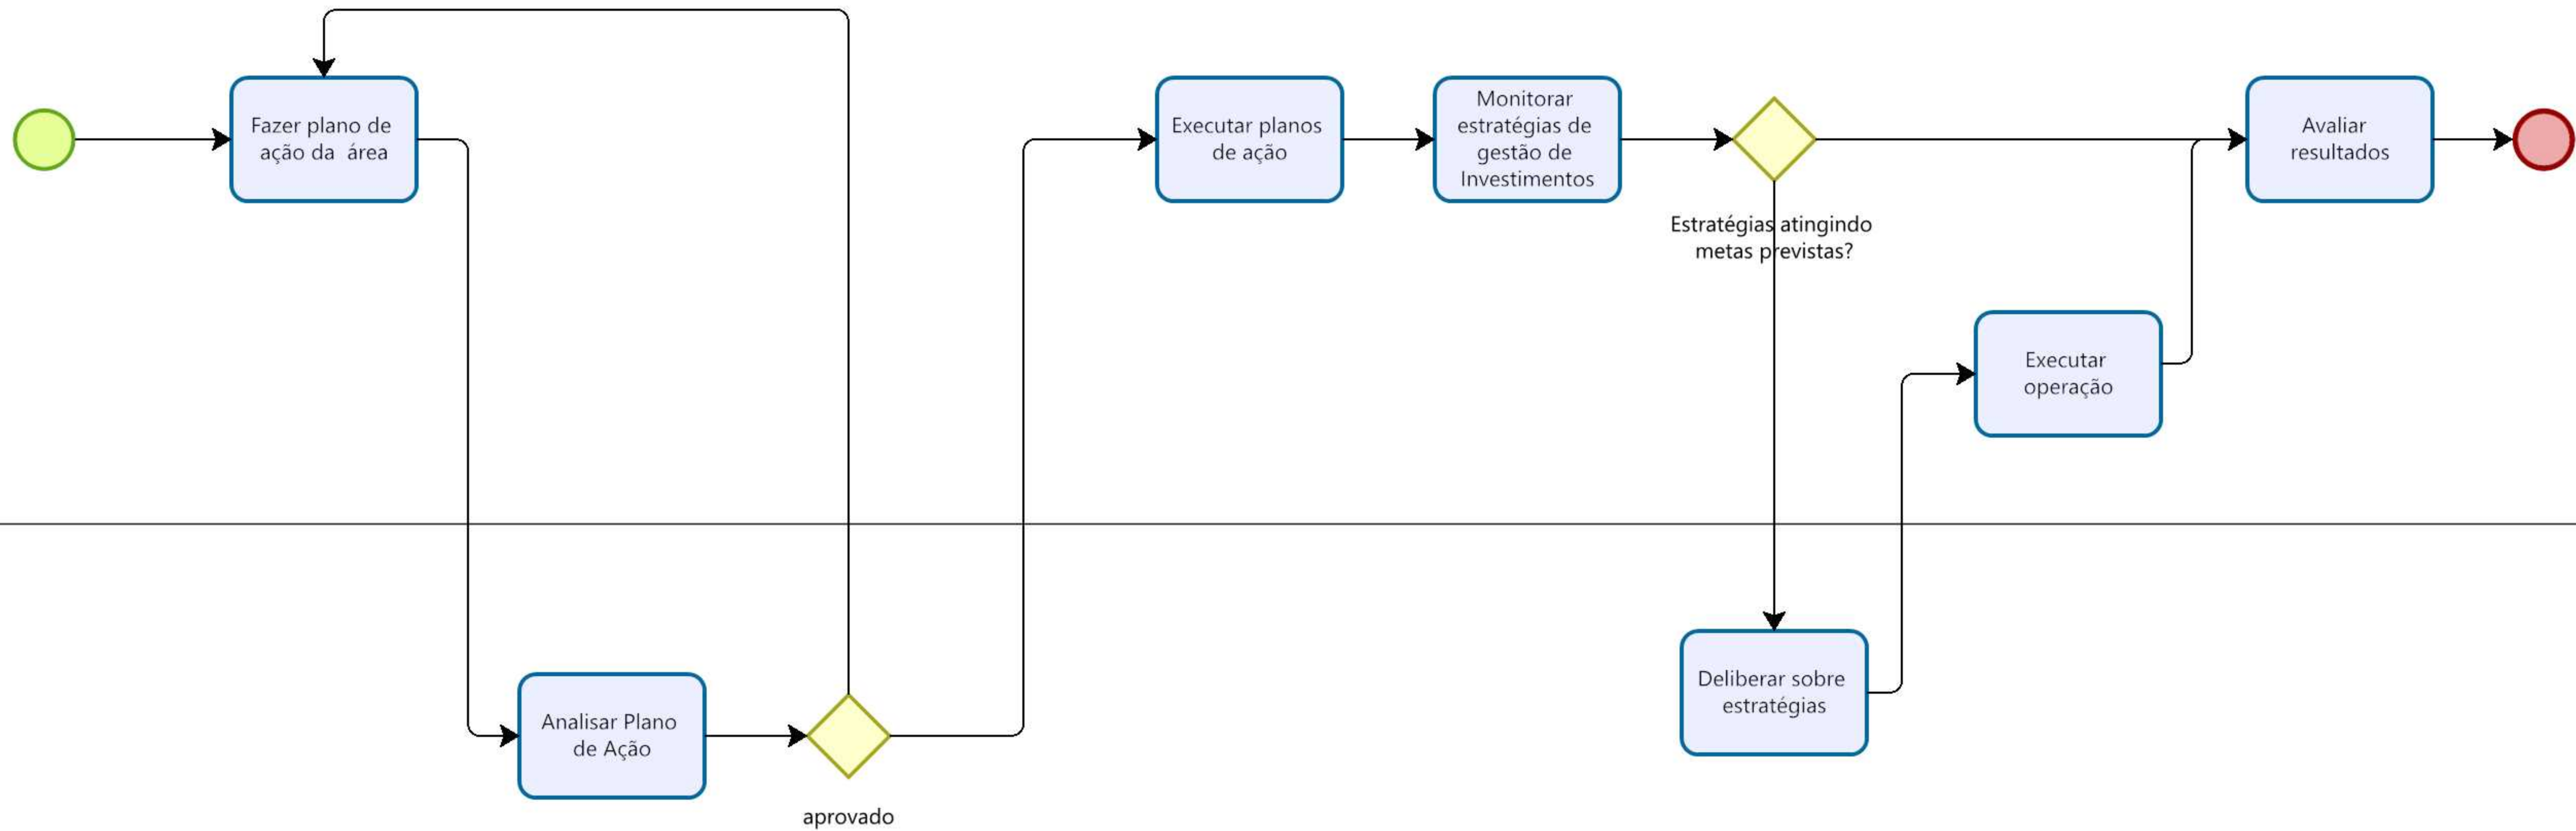 Fazer plano de
ação da  área
Executar planos
de ação
Monitorar
estratégias de
gestão de
Investimentos
Estratégias atingindo
metas previstas?
Avaliar
resultados
Executar
operação
Analisar Plano
de Ação
aprovado
Deliberar sobre
estratégias